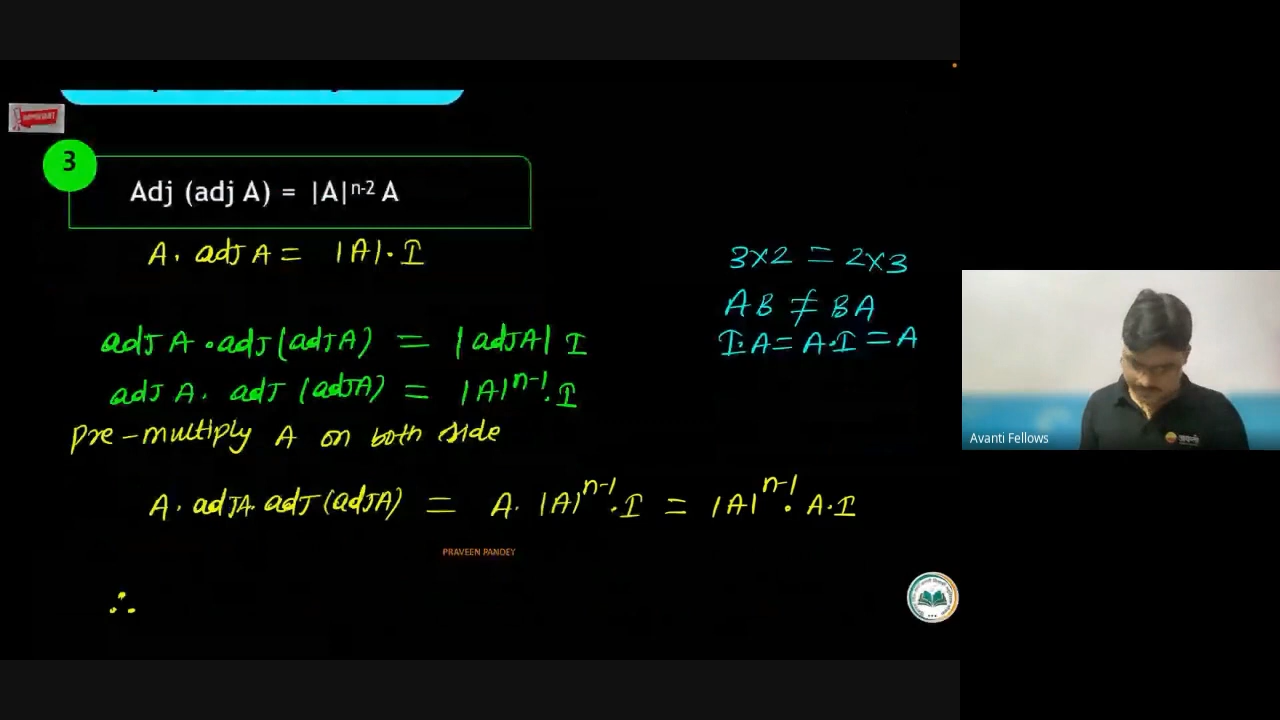 3
Adj (adj A) = |A|ⁿ⁻² A
A. adj A = |A|. I
3×2 = 2×3
AB ≠ BA
I.A = A.I = A
adj A . adj (adj A) = |adj A| I
adj A. adj (adj A) = |A|ⁿ⁻¹. I
Pre-multiply A on both side
A. adj A. adj (adj A) = A. |A|ⁿ⁻¹. I = |A|ⁿ⁻¹. A.I
PRAVEEN PANDEY
∴
Avanti Fellows